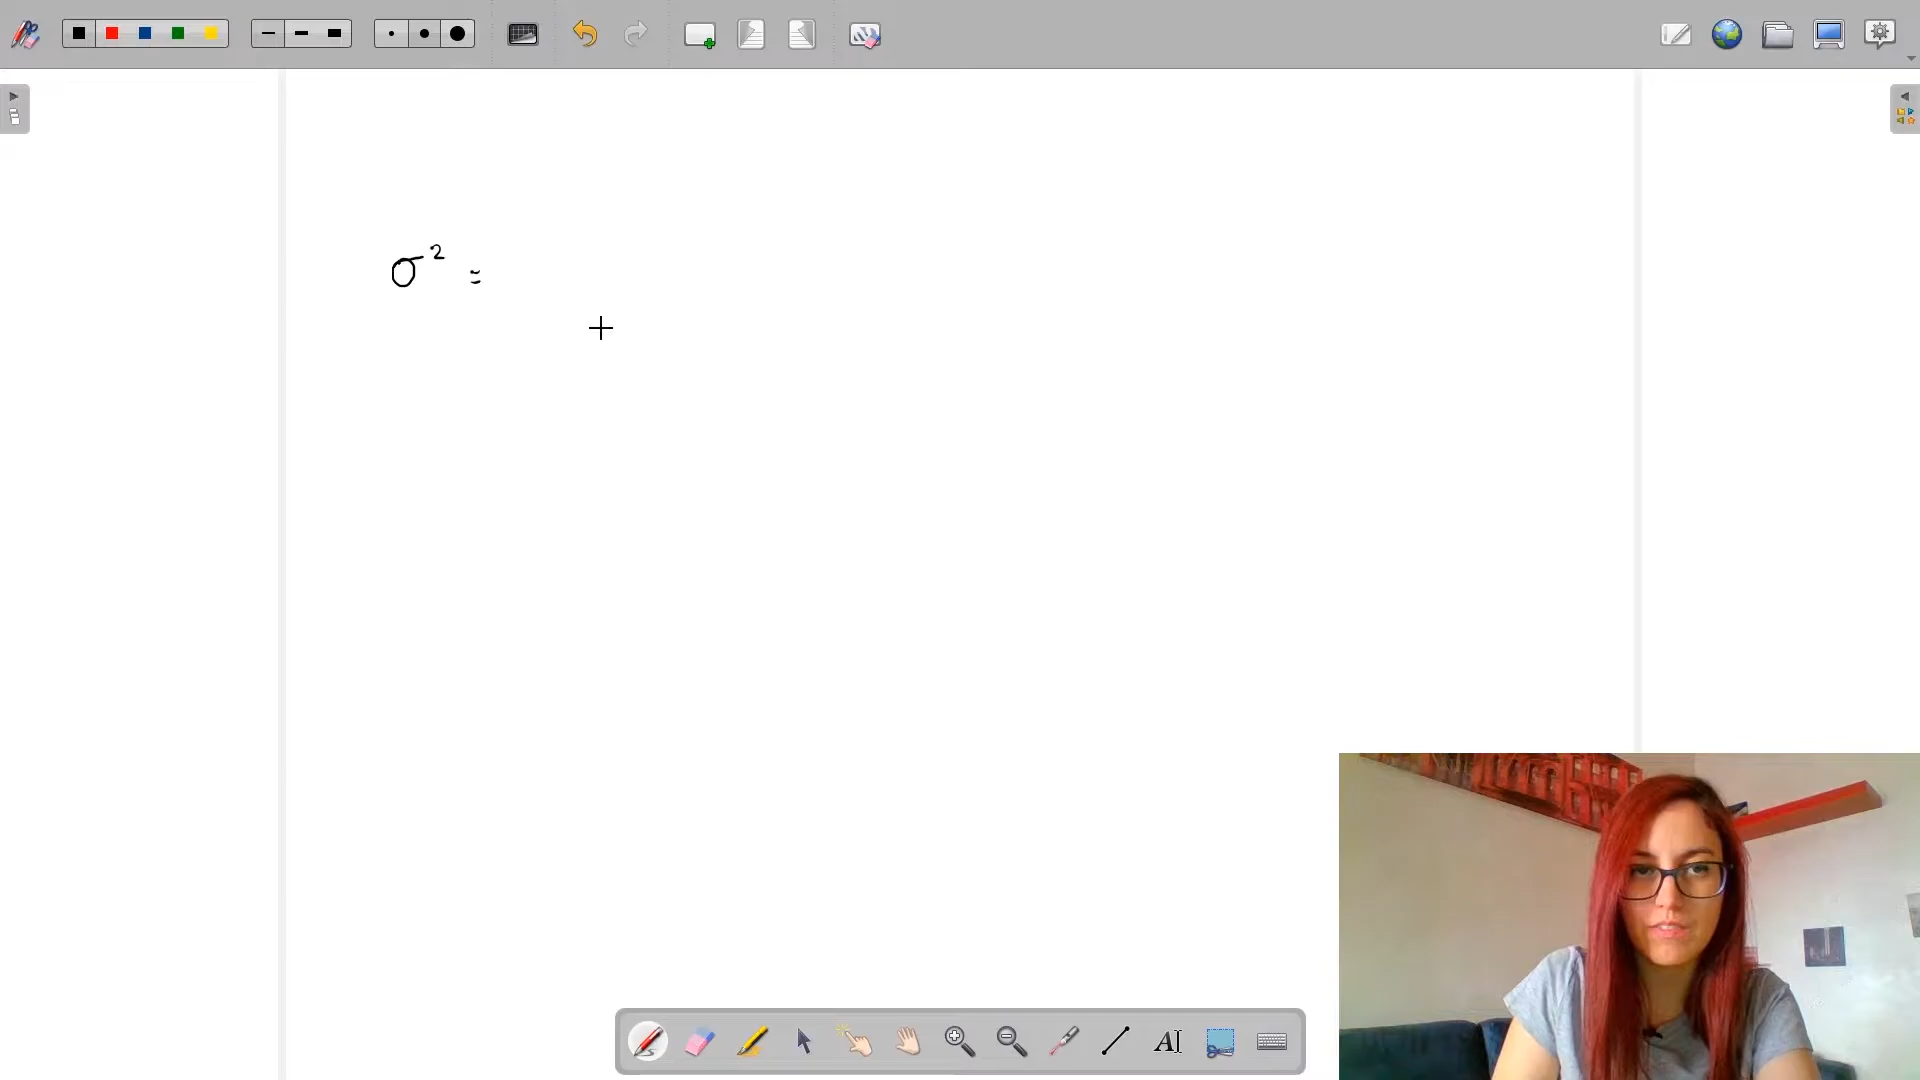 σ² =